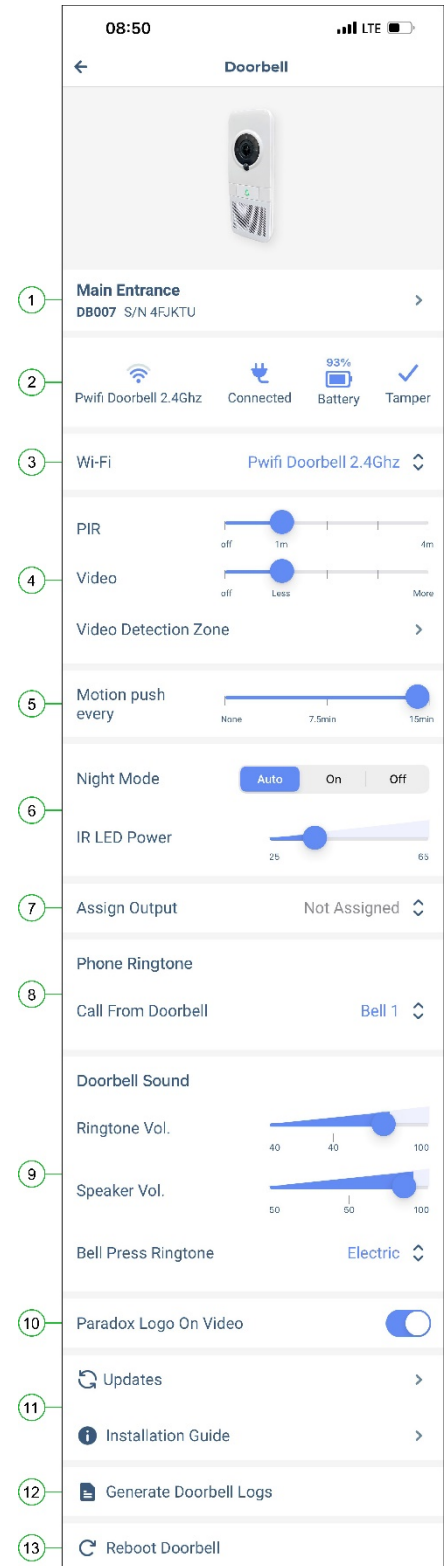 08:50
LTE
Doorbell
1
Main Entrance
DB007 S/N 4FJKTU
2
93%
Pwifi Doorbell 2.4Ghz Connected Battery Tamper
3
Wi-Fi Pwifi Doorbell 2.4Ghz
4
PIR
off 1m 4m
Video
off Less More
Video Detection Zone
5
Motion push
every
None 7.5min 15min
6
Night Mode Auto On Off
IR LED Power
25 65
7
Assign Output Not Assigned
8
Phone Ringtone
Call From Doorbell Bell 1
9
Doorbell Sound
Ringtone Vol.
40 40 100
Speaker Vol.
50 50 100
Bell Press Ringtone Electric
10
Paradox Logo On Video
11
Updates
Installation Guide
12
Generate Doorbell Logs
13
Reboot Doorbell